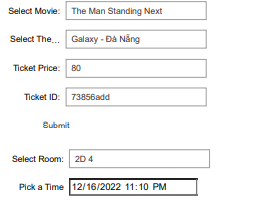 Select Movie: The Man Standing Next
Select The... Galaxy - Đà Nẵng
Ticket Price: 80
Ticket ID: 73856add
Submit
Select Room: 2D 4
Pick a Time 12/16/2022 11:10 PM